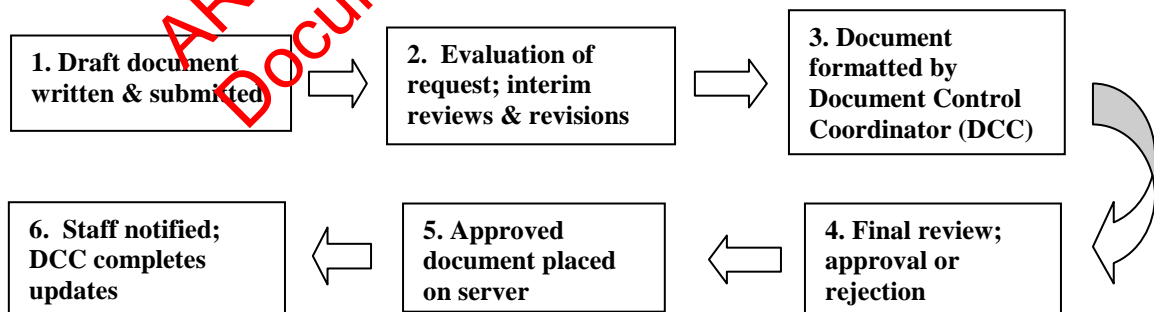 1. Draft document
written & submitted
2. Evaluation of
request; interim
reviews & revisions
3. Document
formatted by
Document Control
Coordinator (DCC)
6. Staff notified;
DCC completes
updates
5. Approved
document placed
on server
4. Final review;
approval or
rejection